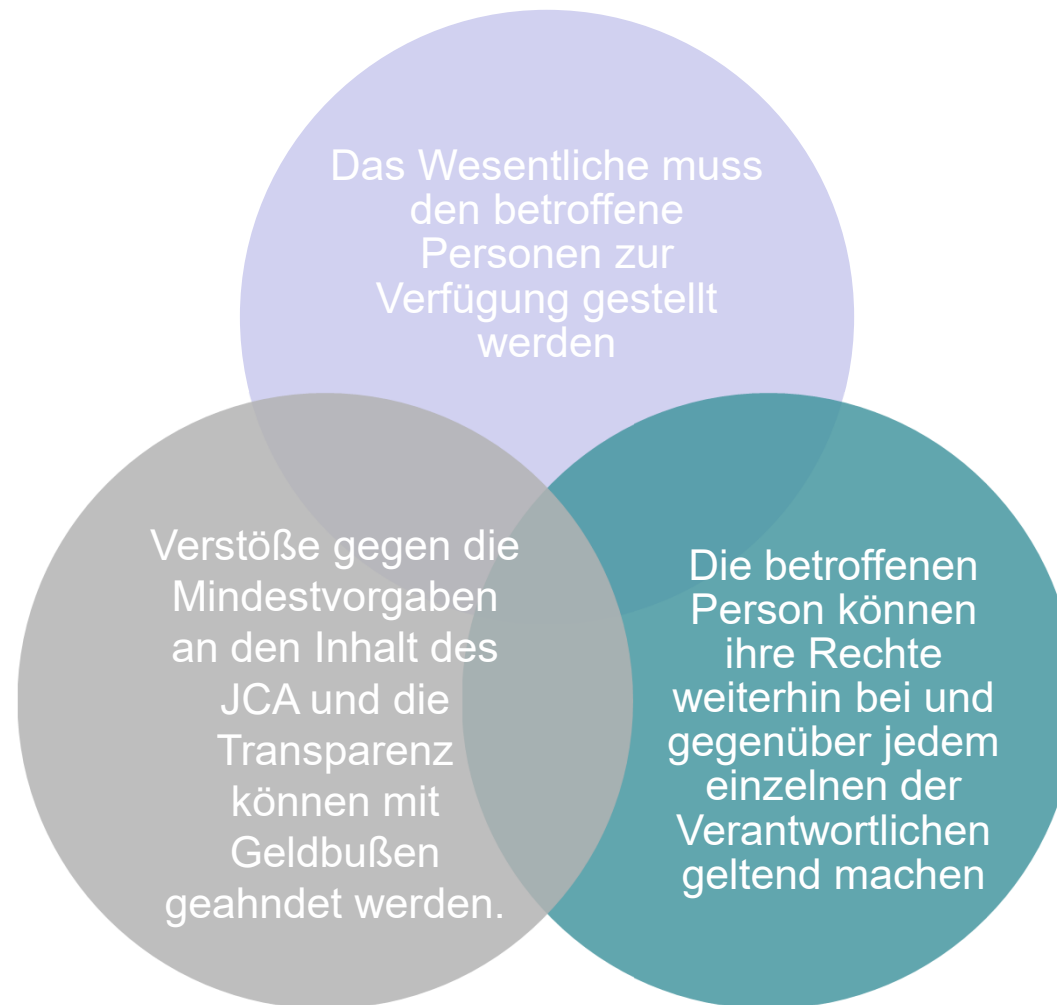 Das Wesentliche muss
den betroffene
Personen zur
Verfügung gestellt
werden
Verstöße gegen die
Mindestvorgaben
an den Inhalt des
JCA und die
Transparenz
können mit
Geldbußen
geahndet werden.
Die betroffenen
Person können
ihre Rechte
weiterhin bei und
gegenüber jedem
einzelnen der
Verantwortlichen
geltend machen